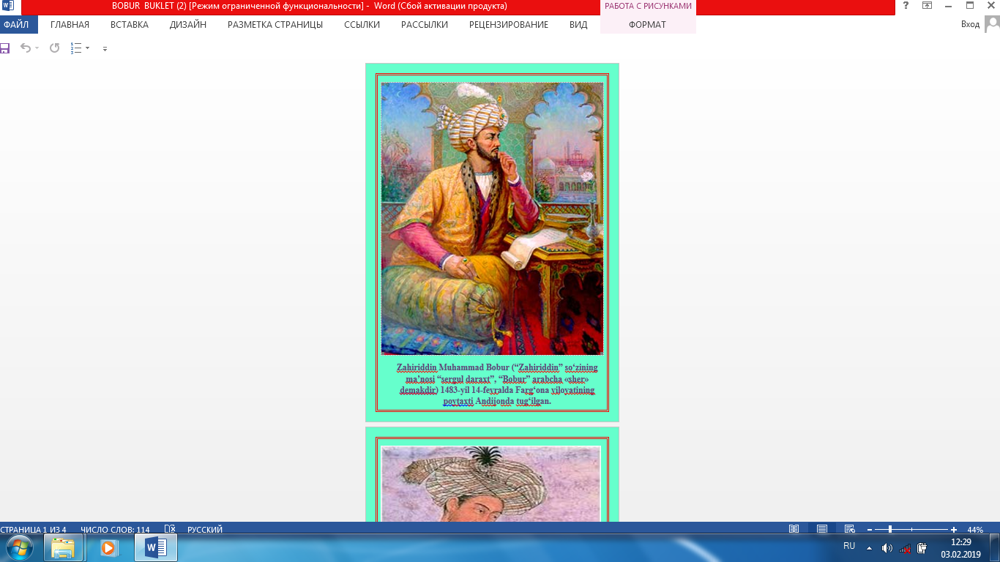 BOBUR  BUKLET (2) [Режим ограниченной функциональности] -  Word (Сбой активации продукта)
РАБОТА С РИСУНКАМИ
ФАЙЛ ГЛАВНАЯ ВСТАВКА ДИЗАЙН РАЗМЕТКА СТРАНИЦЫ ССЫЛКИ РАССЫЛКИ РЕЦЕНЗИРОВАНИЕ ВИД ФОРМАТ Вход
Zahiriddin Muhammad Bobur (“Zahiriddin” so‘zining
ma’nosi “sergul daraxt”, “Bobur” arabcha «sher»
demakdir) 1483-yil 14-fevralda Farg‘ona viloyatining
poytaxti Andijonda tug‘ilgan.
СТРАНИЦА 1 ИЗ 4 ЧИСЛО СЛОВ: 114 РУССКИЙ 44%
RU 12:29
03.02.2019